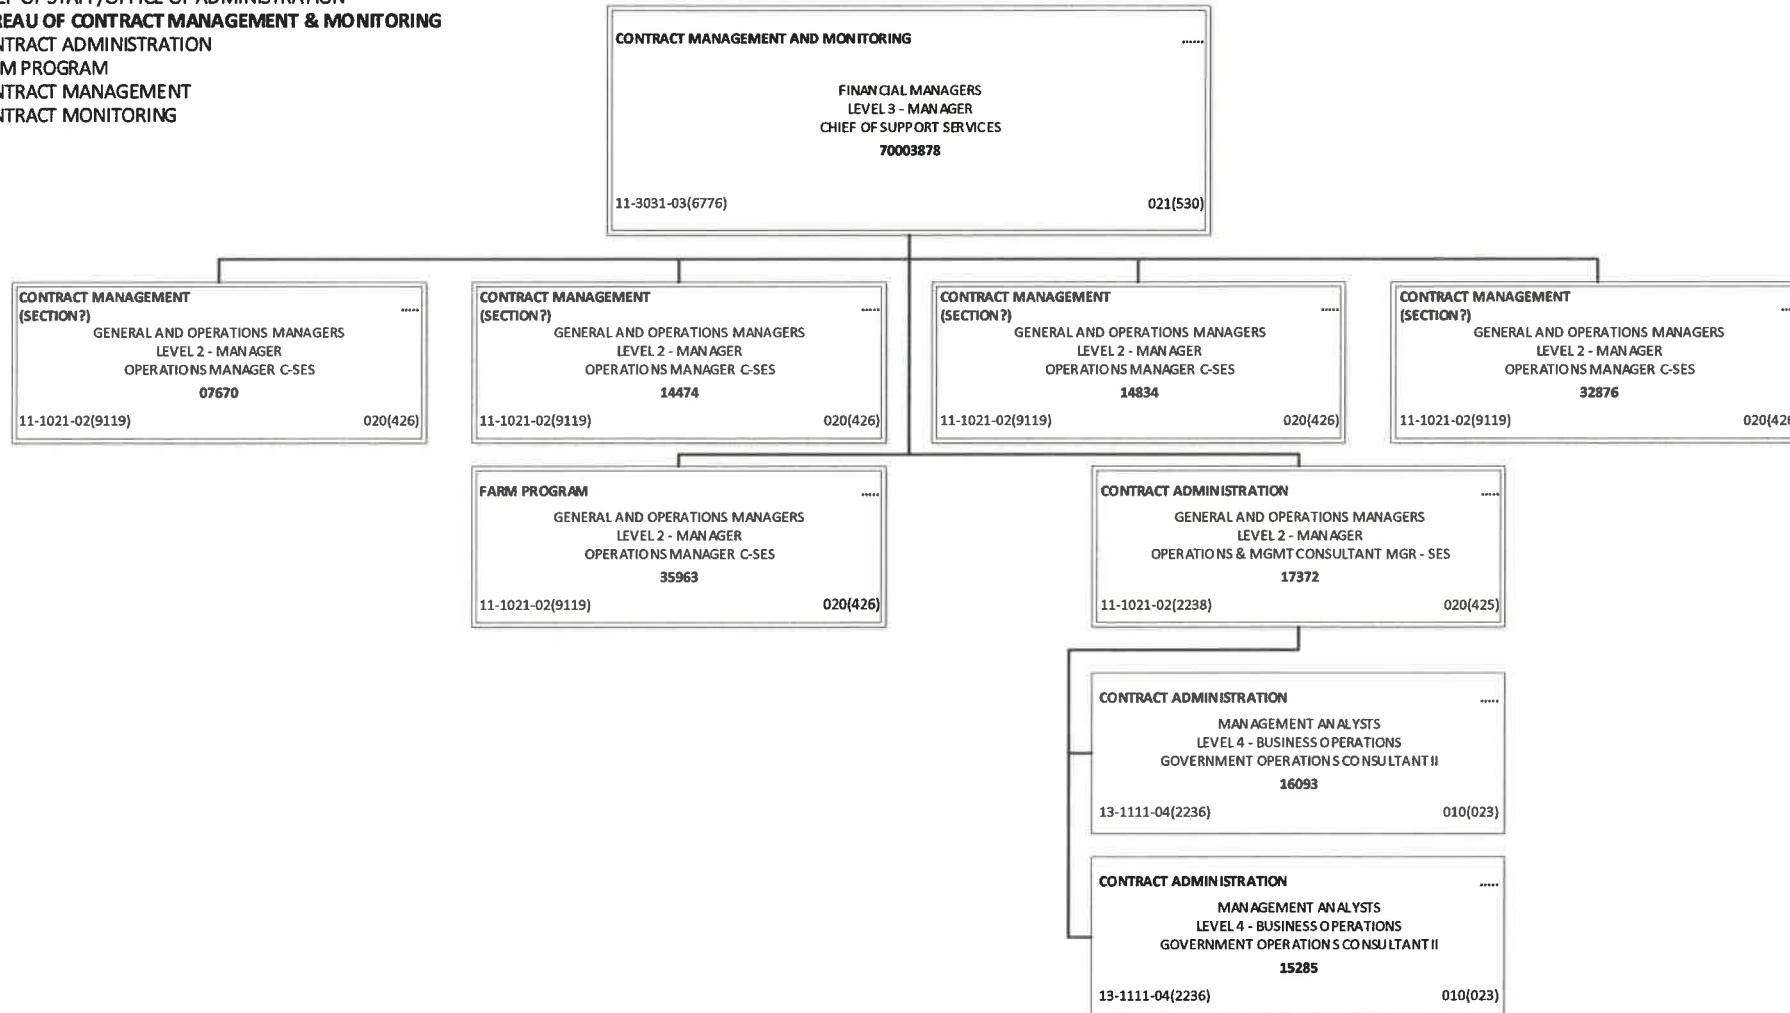 BUREAU OF CONTRACT MANAGEMENT & MONITORING
CONTRACT ADMINISTRATION
PROGRAM
CONTRACT MANAGEMENT
CONTRACT MONITORING
CONTRACT MANAGEMENT AND MONITORING ......
FINANCIAL MANAGERS
LEVEL 3 - MANAGER
CHIEF OF SUPPORT SERVICES
70003878
11-3031-03(6776) 021(530)
CONTRACT MANAGEMENT
(SECTION?) .....
GENERAL AND OPERATIONS MANAGERS
LEVEL 2 - MANAGER
OPERATIONS MANAGER C-SES
07670
11-1021-02(9119) 020(426)
CONTRACT MANAGEMENT
(SECTION?) .....
GENERAL AND OPERATIONS MANAGERS
LEVEL 2 - MANAGER
OPERATIONS MANAGER C-SES
14474
11-1021-02(9119) 020(426)
CONTRACT MANAGEMENT
(SECTION?) .....
GENERAL AND OPERATIONS MANAGERS
LEVEL 2 - MANAGER
OPERATIONS MANAGER C-SES
14834
11-1021-02(9119) 020(426)
CONTRACT MANAGEMENT
(SECTION?) ...
GENERAL AND OPERATIONS MANAGERS
LEVEL 2 - MANAGER
OPERATIONS MANAGER C-SES
32876
11-1021-02(9119) 020(426
FARM PROGRAM .....
GENERAL AND OPERATIONS MANAGERS
LEVEL 2 - MANAGER
OPERATIONS MANAGER C-SES
35963
11-1021-02(9119) 020(426)
CONTRACT ADMINISTRATION .....
GENERAL AND OPERATIONS MANAGERS
LEVEL 2 - MANAGER
OPERATIONS & MGMT CONSULTANT MGR - SES
17372
11-1021-02(2238) 020(425)
CONTRACT ADMINISTRATION .....
MANAGEMENT ANALYSTS
LEVEL 4 - BUSINESS OPERATIONS
GOVERNMENT OPERATIONS CONSULTANT II
16093
13-1111-04(2236) 010(023)
CONTRACT ADMINISTRATION .....
MANAGEMENT ANALYSTS
LEVEL 4 - BUSINESS OPERATIONS
GOVERNMENT OPERATIONS CONSULTANT II
15285
13-1111-04(2236) 010(023)